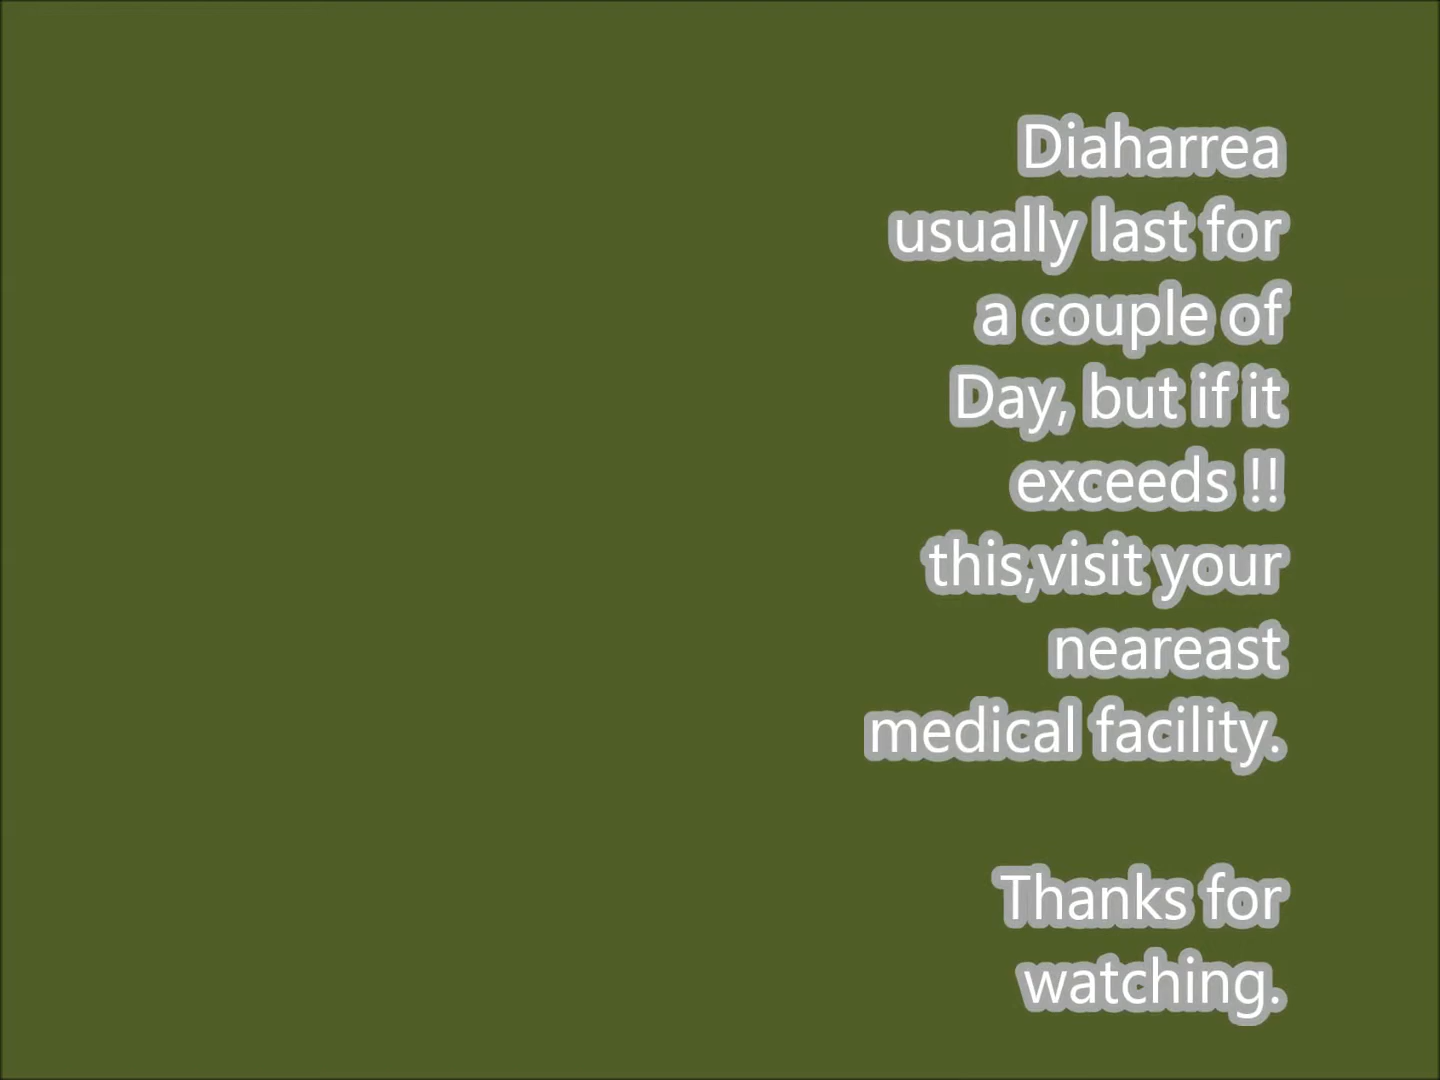 Diaharrea
usually last for
a couple of
Day, but if it
exceeds !!
this,visit your
neareast
medical facility.
Thanks for
watching.